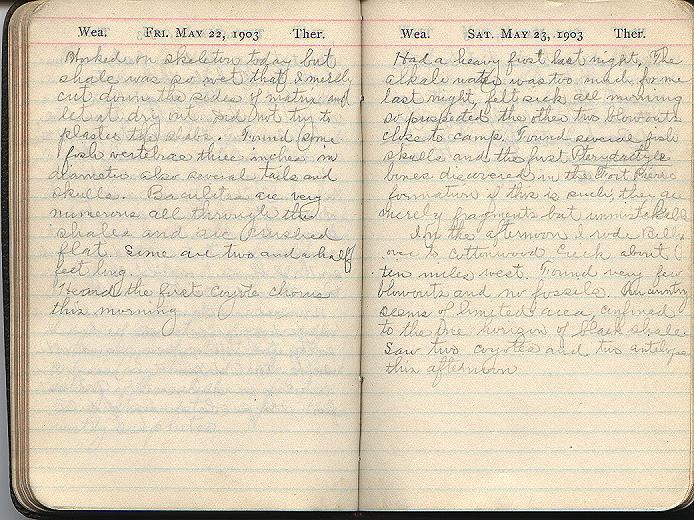 Wea. FRI. MAY 22, 1903 Ther.
Worked on skeleton today but
shale was so wet that I merely
cut down the sides of matrix and
let it dry out. Did not try to
plaster the slabs. Found some
fish vertebrae three inches in
diameter also several tails and
skulls. Baculites are very
numerous all through the
shales and are crushed
flat. Some are two and a half
feet long.
Heard the first coyote chorus
this morning
Wea. SAT. MAY 23, 1903 Ther.
Had a heavy frost last night. The
alkali water was too much for me
last night, felt sick all morning
so prospected the other two blowouts
close to camp. Found several fish
skulls and the first Pterydactyle
bones discovered in the Fort Pierre
formation if this is such, they are
merely fragments but
In the afternoon I rode Billy
over to Cottonwood Creek about
ten miles west. Found very few
blowouts and no fossils. Our country
seems of limited area, confined
to the one horizon of black shale.
Saw two coyotes and two antelopes
this afternoon